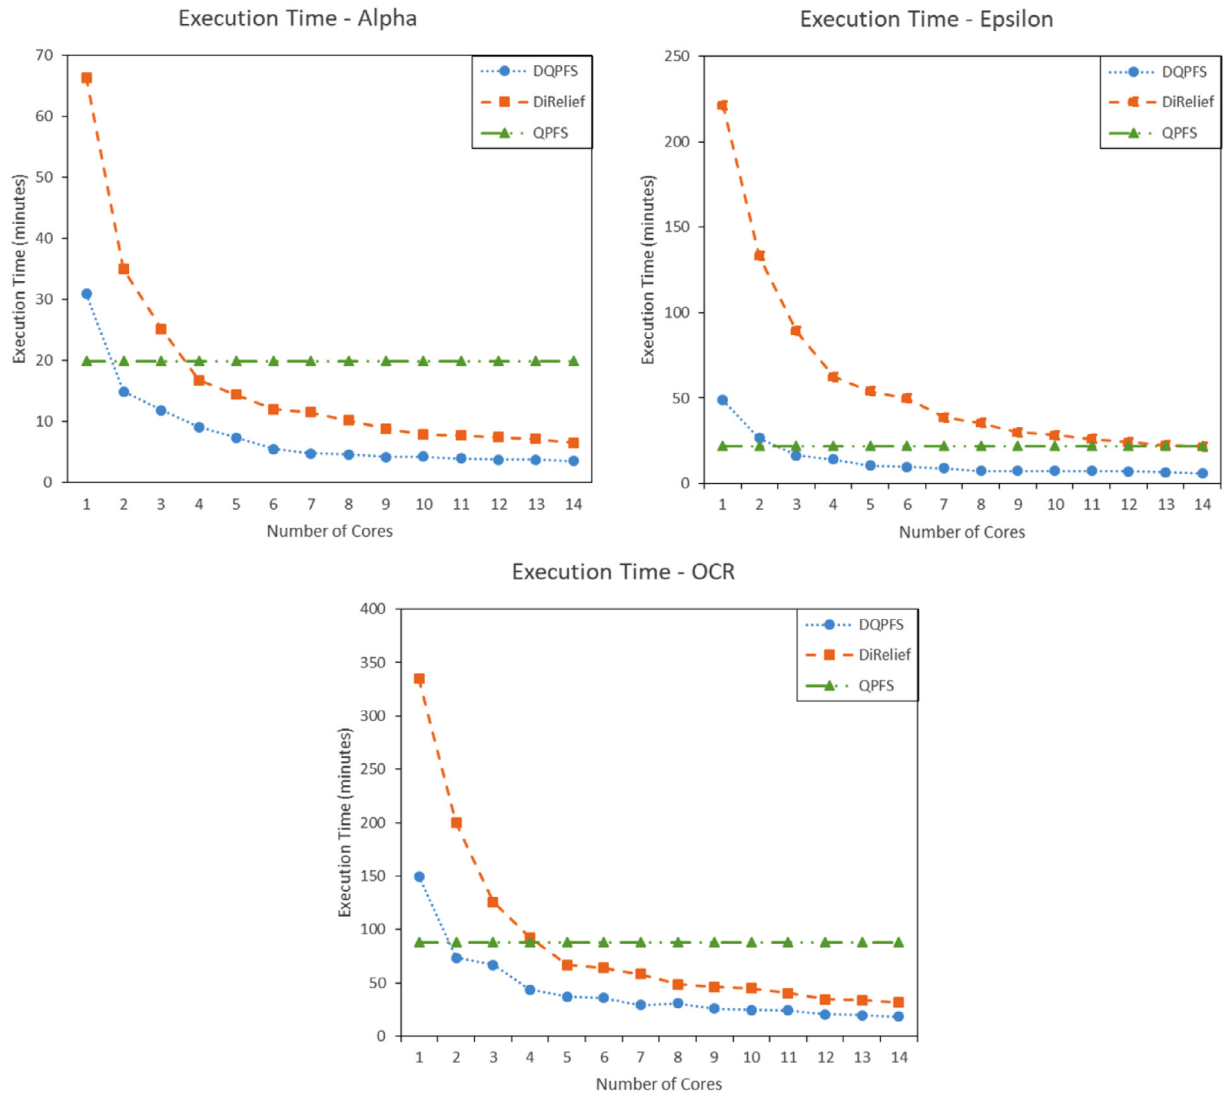 Execution Time - Alpha
Execution Time (minutes)
70
60
50
40
30
20
10
0
DQPFS
DiRelief
QPFS
1 2 3 4 5 6 7 8 9 10 11 12 13 14
Number of Cores
Execution Time - Epsilon
Execution Time (minutes)
250
200
150
100
50
0
DQPFS
DiRelief
QPFS
1 2 3 4 5 6 7 8 9 10 11 12 13 14
Number of Cores
Execution Time - OCR
Execution Time (minutes)
400
350
300
250
200
150
100
50
0
DQPFS
DiRelief
QPFS
1 2 3 4 5 6 7 8 9 10 11 12 13 14
Number of Cores